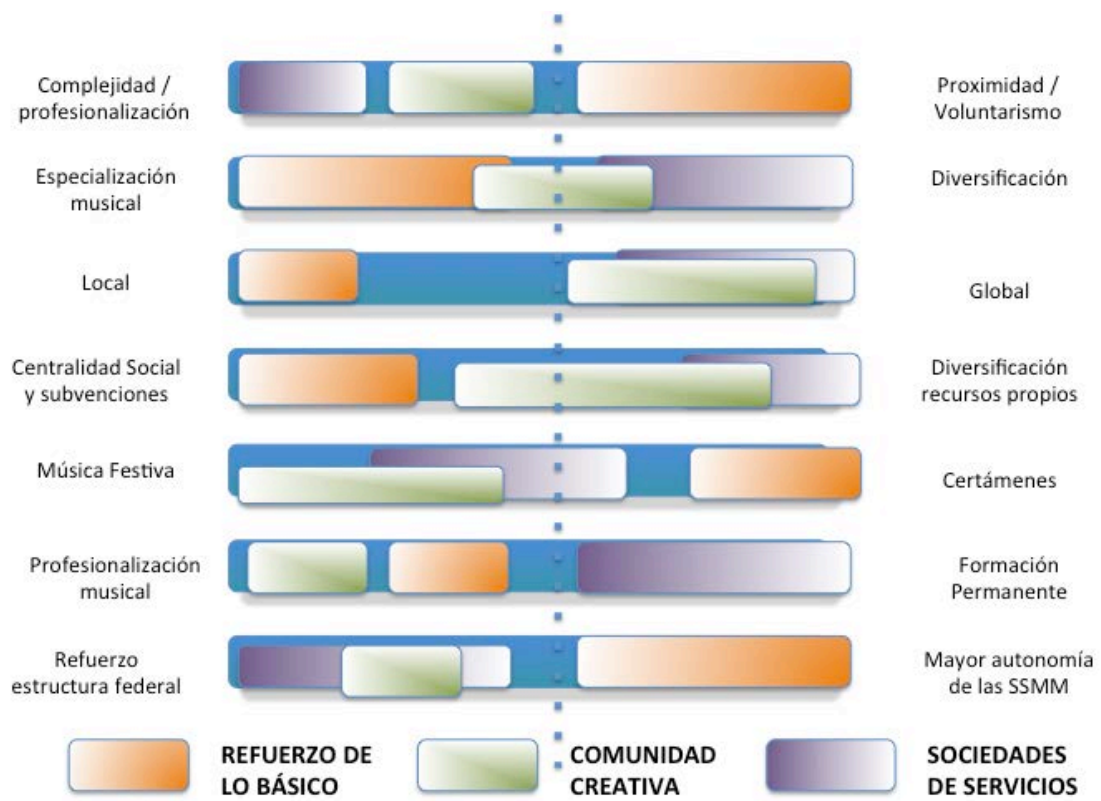 Complejidad /
profesionalización
Proximidad /
Voluntarismo
Especialización
musical
Diversificación
Local
Global
Centralidad Social
y subvenciones
Diversificación
recursos propios
Música Festiva
Certámenes
Profesionalización
musical
Formación
Permanente
Refuerzo
estructura federal
Mayor autonomía
de las SSMM
REFUERZO DE
LO BÁSICO
COMUNIDAD
CREATIVA
SOCIEDADES
DE SERVICIOS